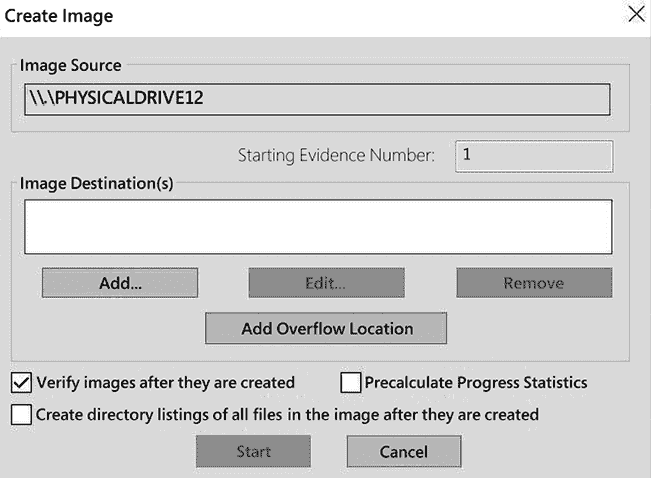 Create Image
Image Source
\\.\PHYSICALDRIVE12
Starting Evidence Number: 1
Image Destination(s)
Add... Edit... Remove
Add Overflow Location
Verify images after they are created Precalculate Progress Statistics
Create directory listings of all files in the image after they are created
Start Cancel